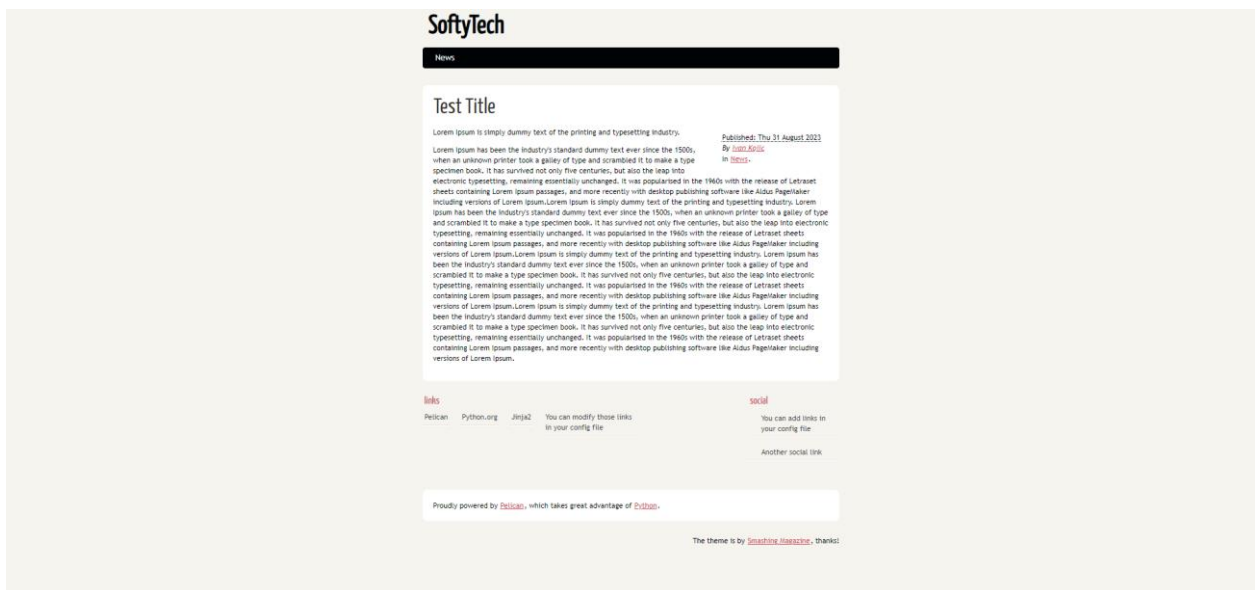 SoftyTech
News
Test Title
Published: Thu 31 August 2023
By Ivan Kojic
In News.
Lorem Ipsum is simply dummy text of the printing and typesetting industry.
Lorem Ipsum has been the industry's standard dummy text ever since the 1500s,
when an unknown printer took a galley of type and scrambled it to make a type
specimen book. It has survived not only five centuries, but also the leap into
electronic typesetting, remaining essentially unchanged. It was popularised in the 1960s with the release of Letraset
sheets containing Lorem Ipsum passages, and more recently with desktop publishing software like Aldus PageMaker
including versions of Lorem Ipsum.Lorem Ipsum is simply dummy text of the printing and typesetting industry. Lorem
Ipsum has been the industry's standard dummy text ever since the 1500s, when an unknown printer took a galley of type
and scrambled it to make a type specimen book. It has survived not only five centuries, but also the leap into electronic
typesetting, remaining essentially unchanged. It was popularised in the 1960s with the release of Letraset sheets
containing Lorem Ipsum passages, and more recently with desktop publishing software like Aldus PageMaker including
versions of Lorem Ipsum.Lorem Ipsum is simply dummy text of the printing and typesetting industry. Lorem Ipsum has
been the industry's standard dummy text ever since the 1500s, when an unknown printer took a galley of type and
scrambled it to make a type specimen book. It has survived not only five centuries, but also the leap into electronic
typesetting, remaining essentially unchanged. It was popularised in the 1960s with the release of Letraset sheets
containing Lorem Ipsum passages, and more recently with desktop publishing software like Aldus PageMaker including
versions of Lorem Ipsum.Lorem Ipsum is simply dummy text of the printing and typesetting industry. Lorem Ipsum has
been the industry's standard dummy text ever since the 1500s, when an unknown printer took a galley of type and
scrambled it to make a type specimen book. It has survived not only five centuries, but also the leap into electronic
typesetting, remaining essentially unchanged. It was popularised in the 1960s with the release of Letraset sheets
containing Lorem Ipsum passages, and more recently with desktop publishing software like Aldus PageMaker including
versions of Lorem Ipsum.
links
Pelican Python.org Jinja2 You can modify those links
in your config file
social
You can add links in
your config file
Another social link
Proudly powered by Pelican, which takes great advantage of Python.
The theme is by Smashing Magazine, thanks!